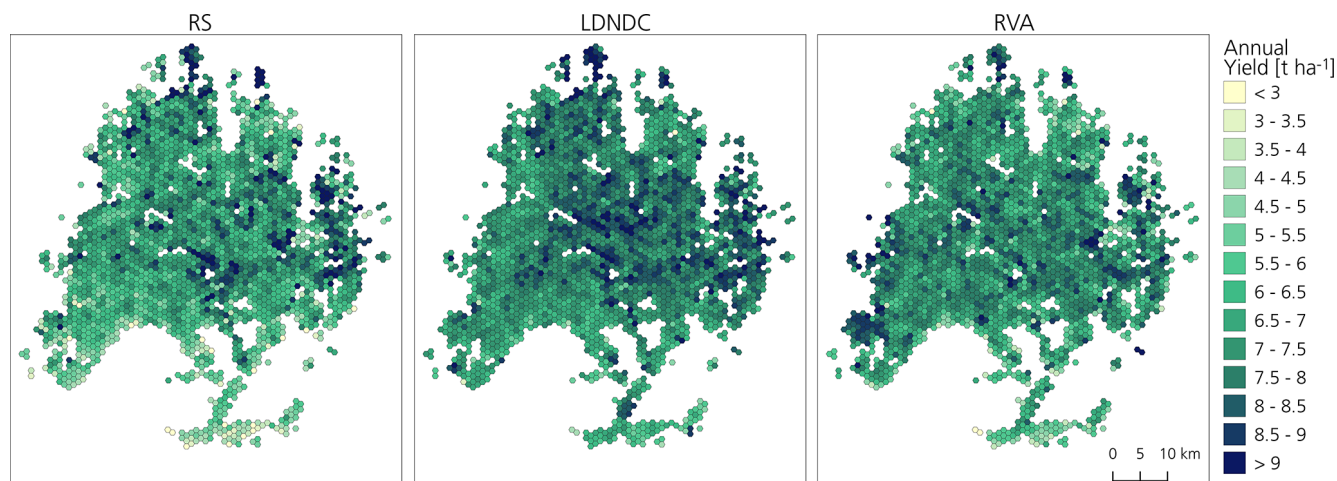 RS
LDNDC
RVA
Annual
Yield [t ha-1]
< 3
3 - 3.5
3.5 - 4
4 - 4.5
4.5 - 5
5 - 5.5
5.5 - 6
6 - 6.5
6.5 - 7
7 - 7.5
7.5 - 8
8 - 8.5
8.5 - 9
> 9
0 5 10 km